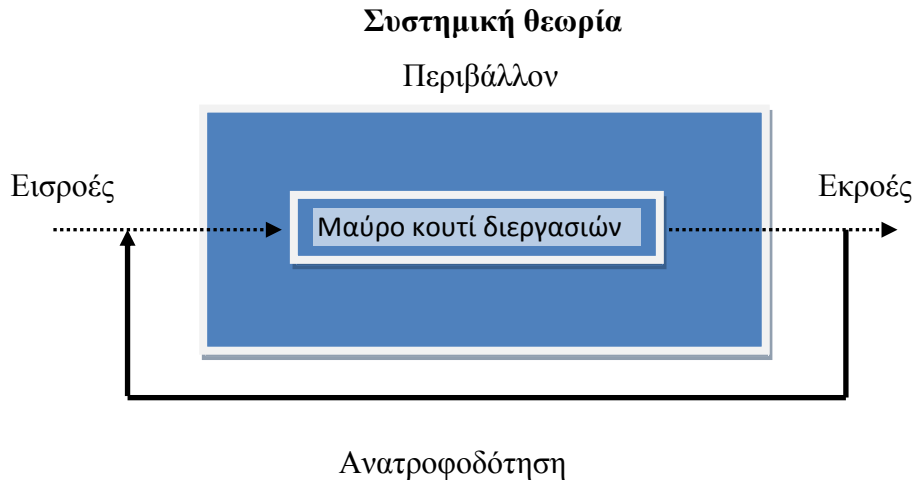 Συστημική θεωρία
Περιβάλλον
Εισροές
Εκροές
Μαύρο κουτί διεργασιών
Ανατροφοδότηση